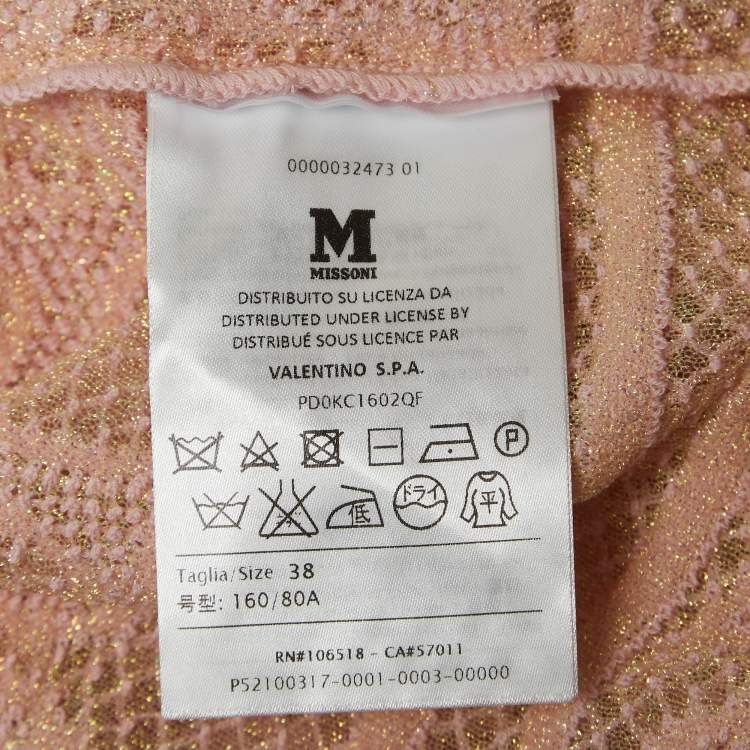 0000032473 01
M
MISSONI
DISTRIBUITO SU LICENZA DA
DISTRIBUTED UNDER LICENSE BY
DISTRIBUÉ SOUS LICENCE PAR
VALENTINO S.P.A.
PD0KC1602QF
P
低 ドライ 平
Taglia/Size 38
号型: 160/80A
RN#106518 - CA#57011
P52100317-0001-0003-00000